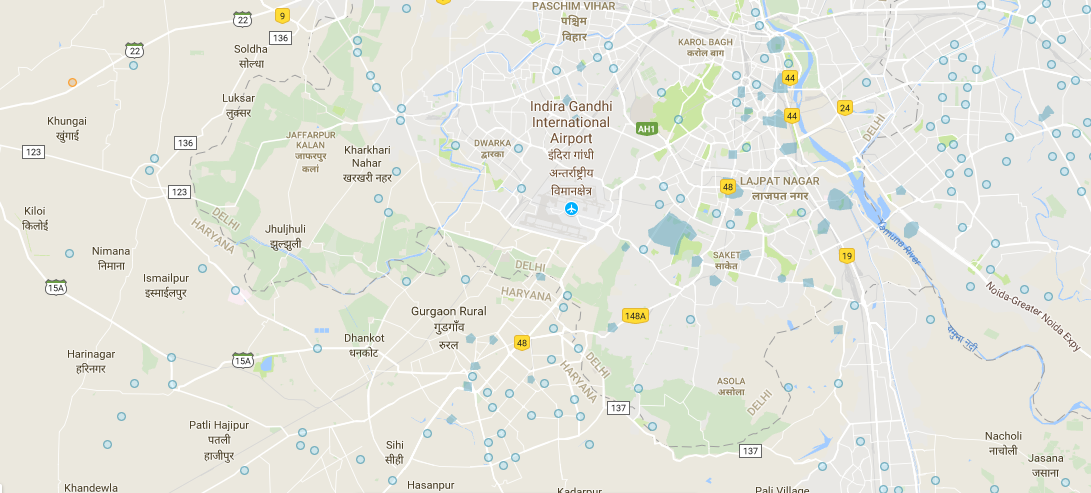 PASCHIM VIHAR
पश्चिम
विहार
22
9
136
Soldha
सोल्धा
22
KAROL BAGH
करोल बाग
44
Luksar
लुक्सर
Indira Gandhi
International
Airport
इंदिरा गांधी
अन्तर्राष्ट्रीय
विमानक्षेत्र
24
44
Khungai
खुंगाई
AH1
DELHI
JAFFARPUR
KALAN
जाफरपुर
कलां
136
DWARKA
द्वारका
Kharkhari
Nahar
खरखरी नहर
123
123
48
LAJPAT NAGAR
लाजपत नगर
Kiloi
किलोई
DELHI
HARYANA
Jhuljhuli
झुल्झुली
Yamuna River
Nimana
निमाना
SAKET
साकेत
19
DELHI
Ismailpur
इस्माईलपुर
15A
HARYANA
Noida-Greater Noida Expy
Gurgaon Rural
गुडगाँव
रुरल
148A
यमुना नदी
Dhankot
धनकोट
48
Harinagar
हरिनगर
15A
DELHI
HARYANA
ASOLA
असोला
DELHI
137
Patli Hajipur
पतली
हाजीपुर
Sihi
सीही
137
Nacholi
नाचोली
Jasana
जसाना
Khandewla
Hasanpur
Kadarpur
Pali Village